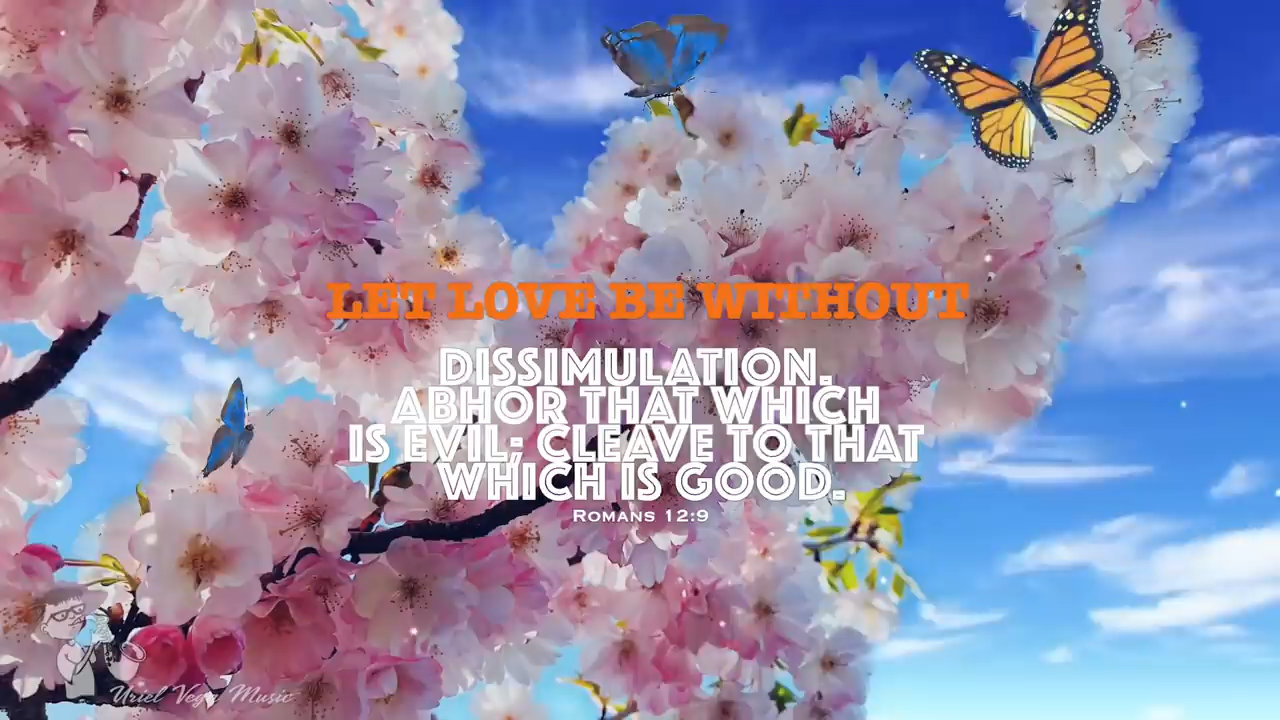 LET LOVE BE WITHOUT
DISSIMULATION.
ABHOR THAT WHICH
IS EVIL; CLEAVE TO THAT
WHICH IS GOOD.
Romans 12:9
Uriel Vega Music